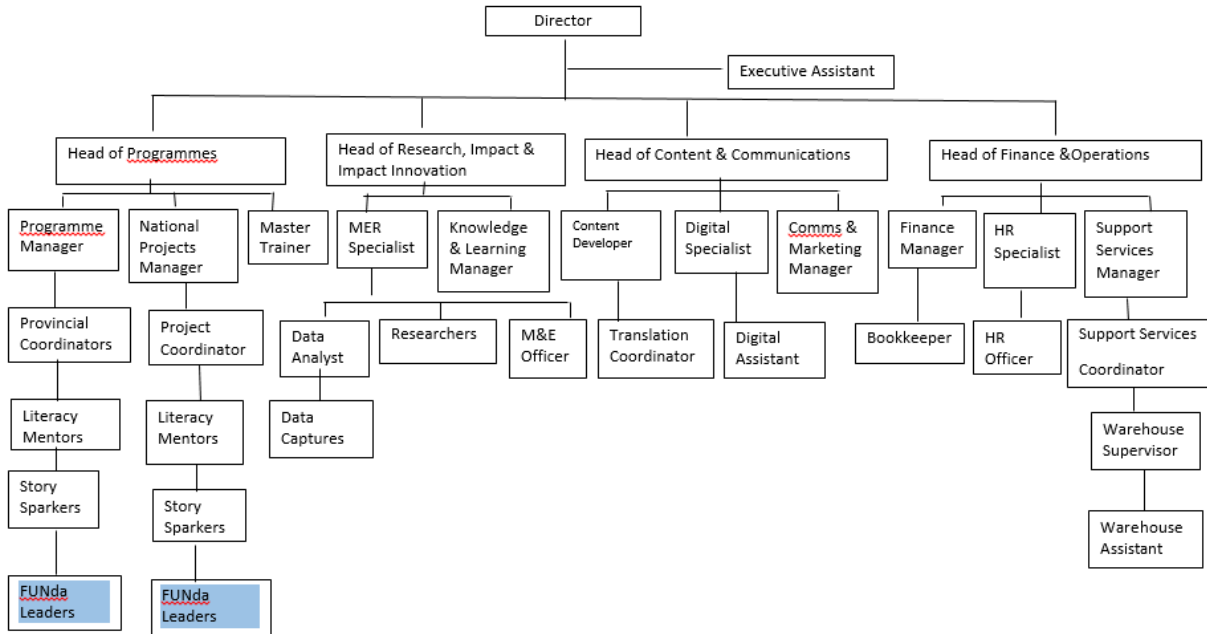 Director
Executive Assistant
Head of Programmes
Head of Research, Impact &
Impact Innovation
Head of Content & Communications
Head of Finance &Operations
Programme
Manager
National
Projects
Manager
Master
Trainer
MER
Specialist
Knowledge
& Learning
Manager
Content
Developer
Digital
Specialist
Comms &
Marketing
Manager
Finance
Manager
HR
Specialist
Support
Services
Manager
Provincial
Coordinators
Project
Coordinator
Data
Analyst
Researchers
M&E
Officer
Translation
Coordinator
Digital
Assistant
Bookkeeper
HR
Officer
Support Services
Coordinator
Literacy
Mentors
Literacy
Mentors
Data
Captures
Warehouse
Supervisor
Story
Sparkers
Story
Sparkers
Warehouse
Assistant
FUNda
Leaders
FUNda
Leaders